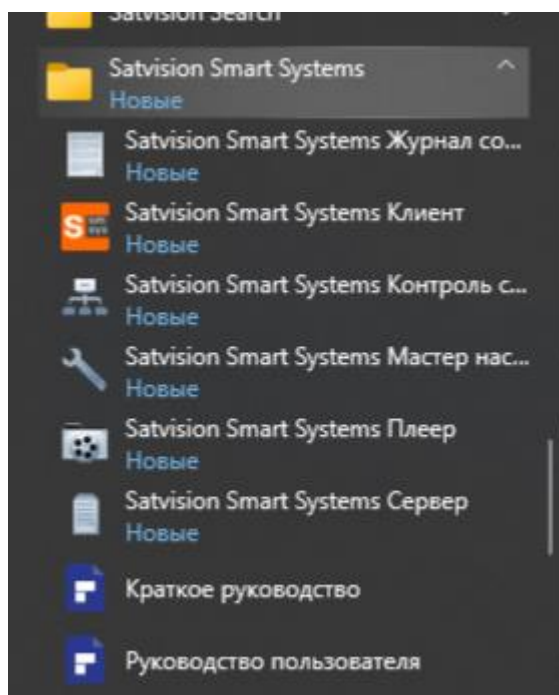 Satvision Search
Satvision Smart Systems
Новые
Satvision Smart Systems Журнал со...
Новые
Satvision Smart Systems Клиент
Новые
Satvision Smart Systems Контроль с...
Новые
Satvision Smart Systems Мастер нас...
Новые
Satvision Smart Systems Плеер
Новые
Satvision Smart Systems Сервер
Новые
Краткое руководство
Руководство пользователя